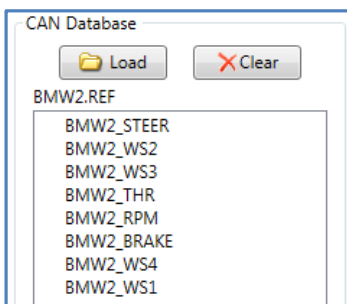 CAN Database
Load Clear
BMW2.REF
BMW2_STEER
BMW2_WS2
BMW2_WS3
BMW2_THR
BMW2_RPM
BMW2_BRAKE
BMW2_WS4
BMW2_WS1